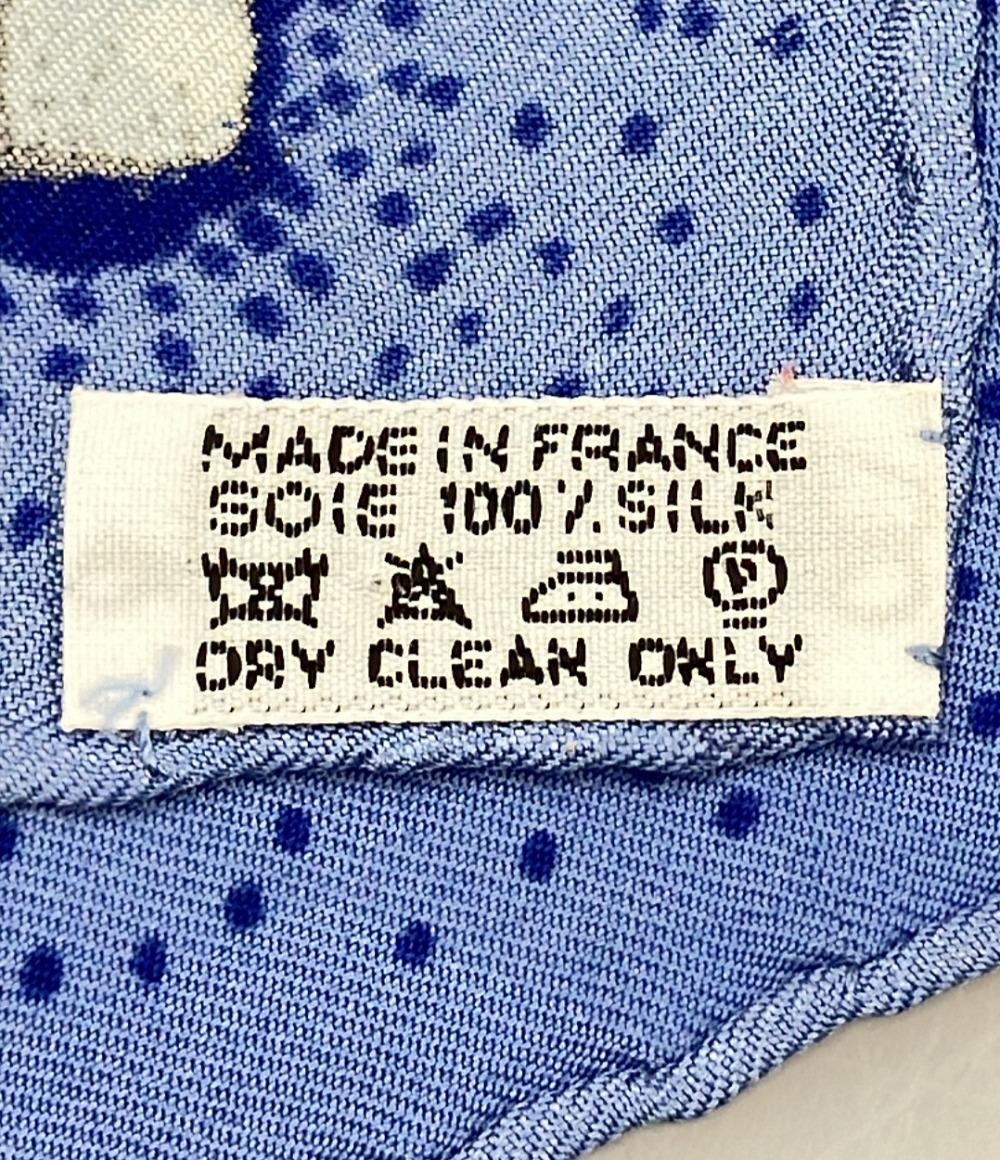 MADE IN FRANCE
SOIE 100% SILK
P
DRY CLEAN ONLY